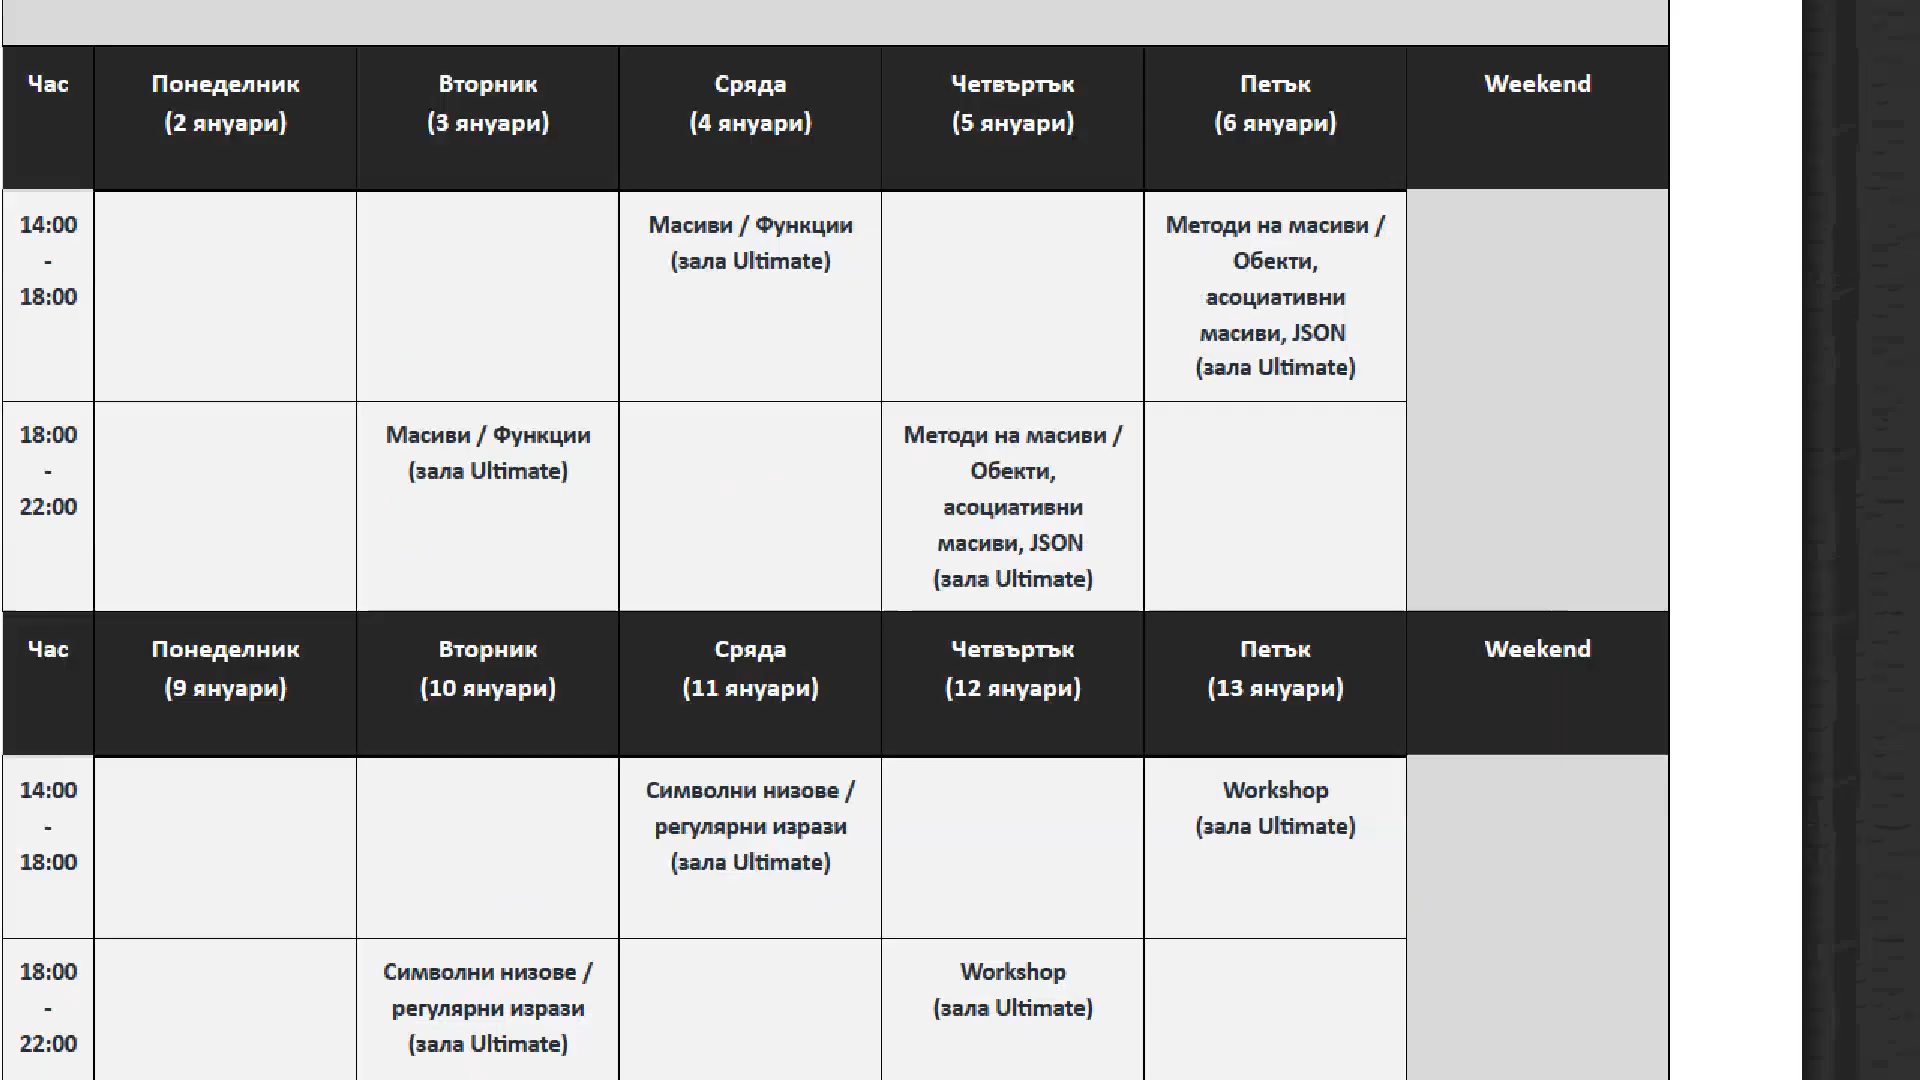 Час
Понеделник
(2 януари)
Вторник
(3 януари)
Сряда
(4 януари)
Четвъртък
(5 януари)
Петък
(6 януари)
Weekend
14:00
-
18:00
Масиви / Функции
(зала Ultimate)
Методи на масиви /
Обекти,
асоциативни
масиви, JSON
(зала Ultimate)
18:00
-
22:00
Масиви / Функции
(зала Ultimate)
Методи на масиви /
Обекти,
асоциативни
масиви, JSON
(зала Ultimate)
Час
Понеделник
(9 януари)
Вторник
(10 януари)
Сряда
(11 януари)
Четвъртък
(12 януари)
Петък
(13 януари)
Weekend
14:00
-
18:00
Символни низове /
регулярни изрази
(зала Ultimate)
Workshop
(зала Ultimate)
18:00
-
22:00
Символни низове /
регулярни изрази
(зала Ultimate)
Workshop
(зала Ultimate)